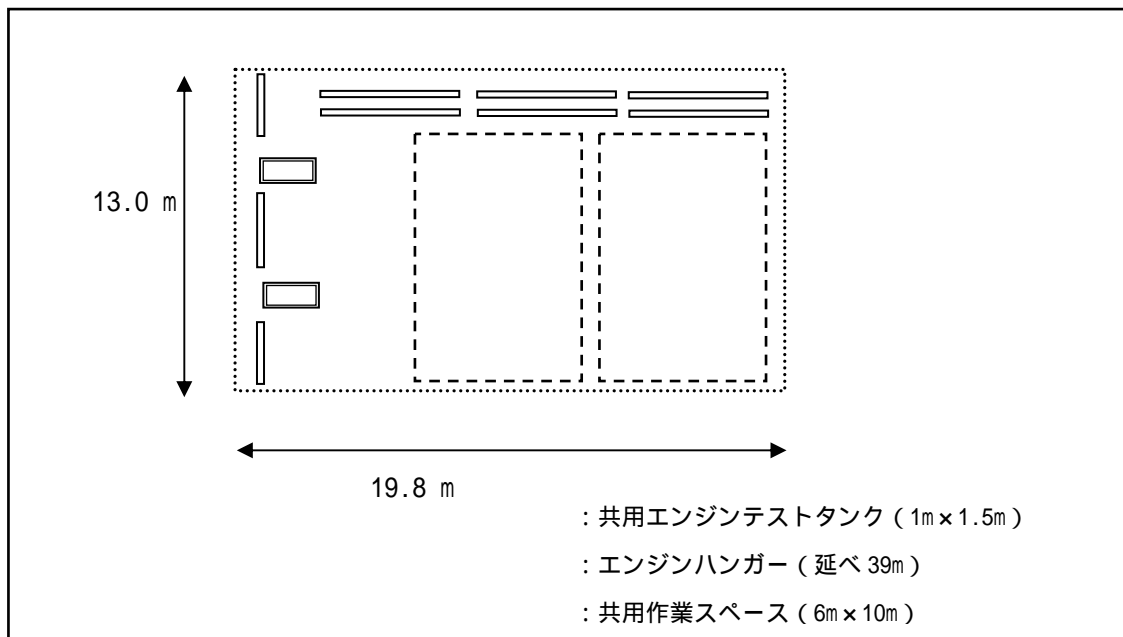 13.0 m
19.8 m
：共用エンジンテストタンク（1m×1.5m）
：エンジンハンガー（延べ 39m）
：共用作業スペース（6m×10m）